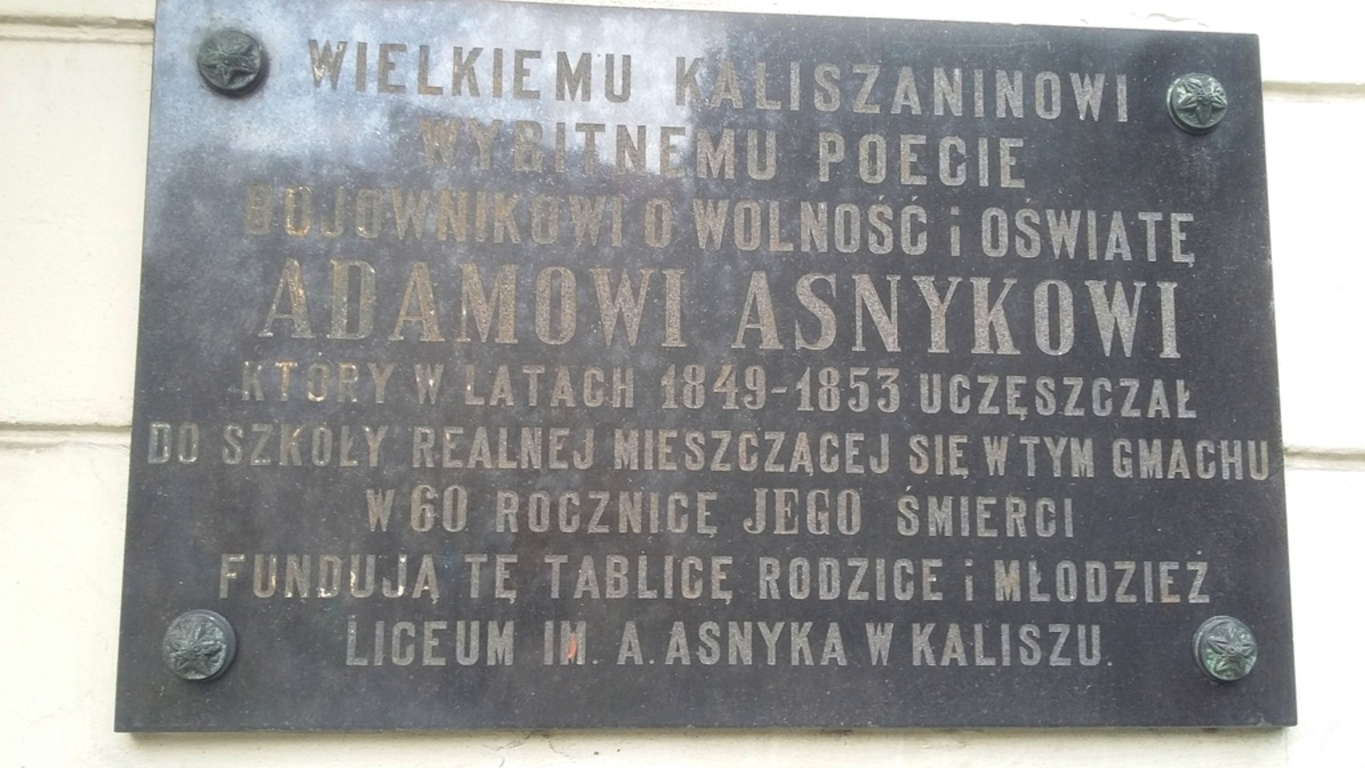 WIELKIEMU KALISZANINOWI
WYBITNEMU POECIE
BOJOWNIKOWI O WOLNOŚĆ i OŚWIATĘ
ADAMOWI ASNYKOWI
KTÓRY W LATACH 1849-1853 UCZĘSZCZAŁ
DO SZKOŁY REALNEJ MIESZCZĄCEJ SIĘ W TYM GMACHU
W 60 ROCZNICĘ JEGO ŚMIERCI
FUNDUJĄ TĘ TABLICĘ RODZICE i MŁODZIEŻ
LICEUM IM. A. ASNYKA W KALISZU.